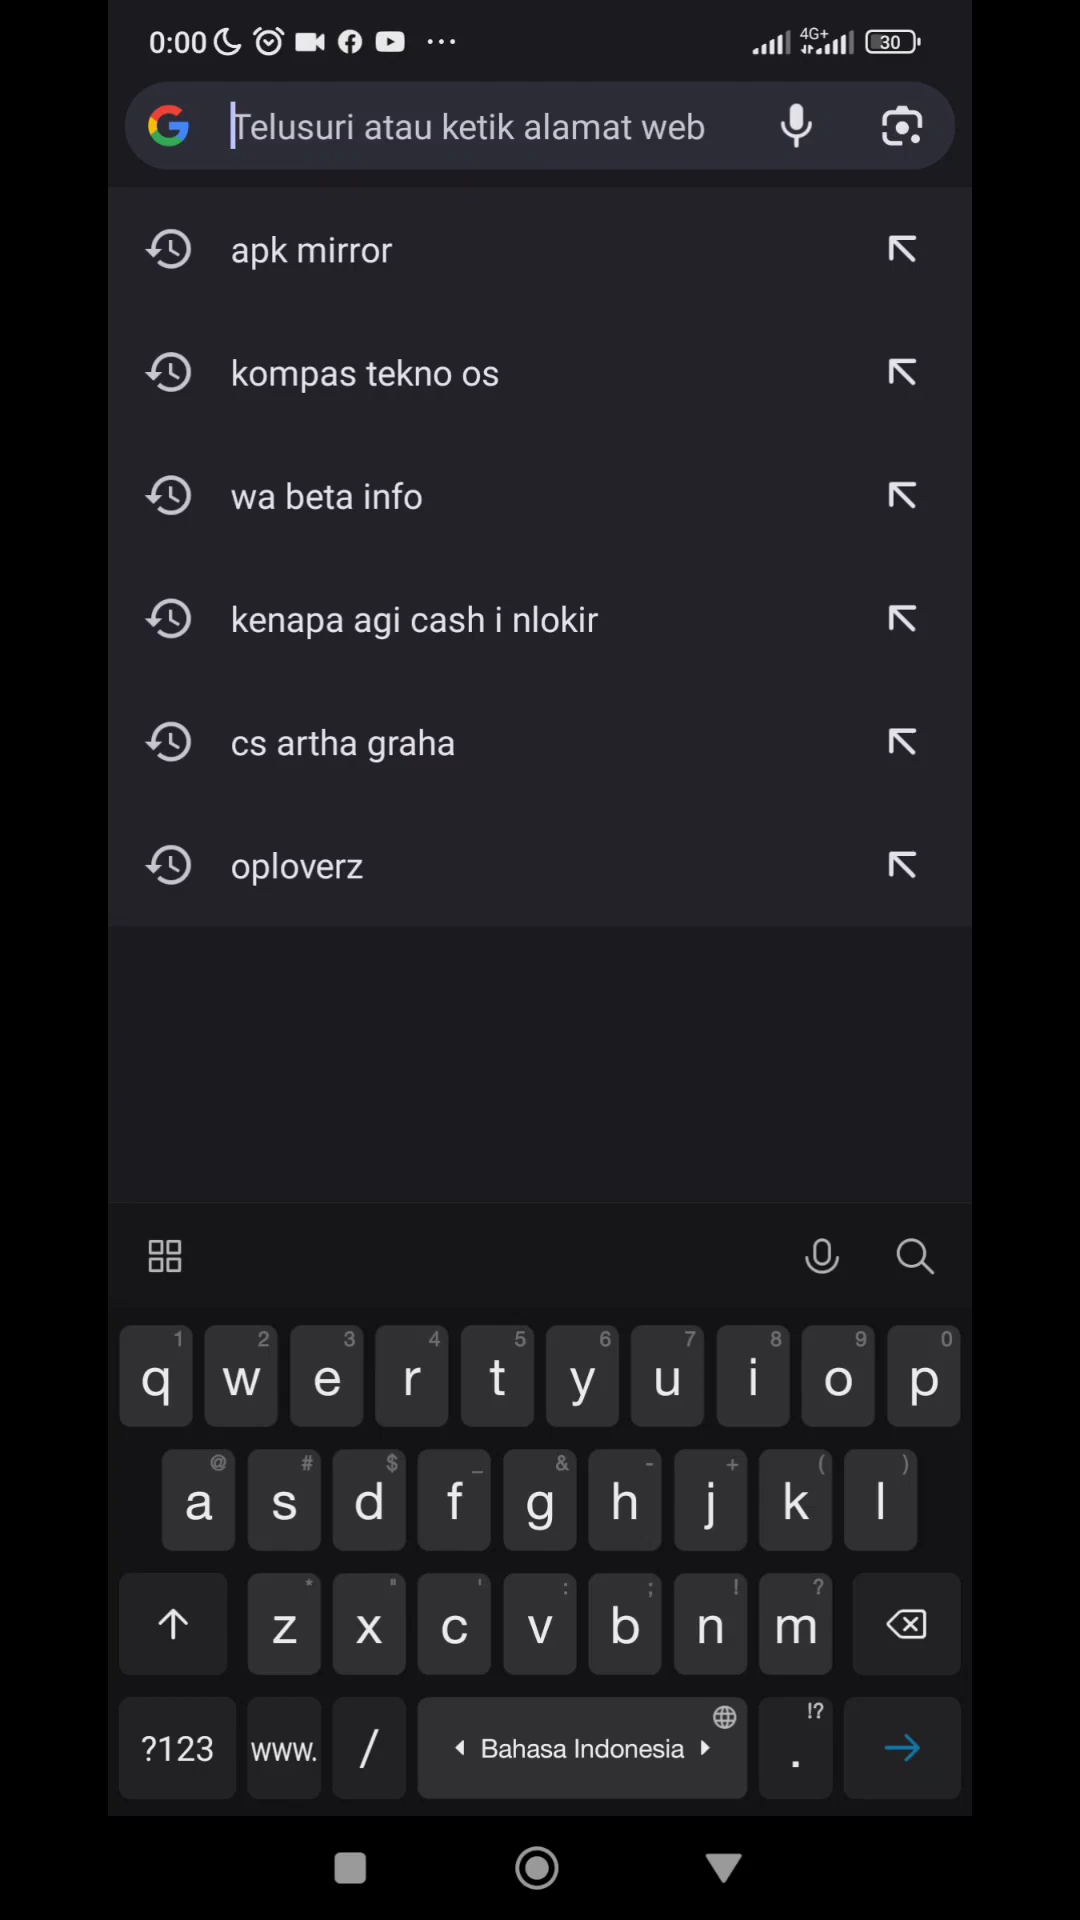 0:00 4G+ 30
Telusuri atau ketik alamat web
apk mirror
kompas tekno os
wa beta info
kenapa agi cash i nlokir
cs artha graha
oploverz
1 2 3 4 5 6 7 8 9 0
q w e r t y u i o p
@ # $ _ & - + ( )
a s d f g h j k l
* " ' : ; ! ?
z x c v b n m
!?
?123 www. / Bahasa Indonesia .